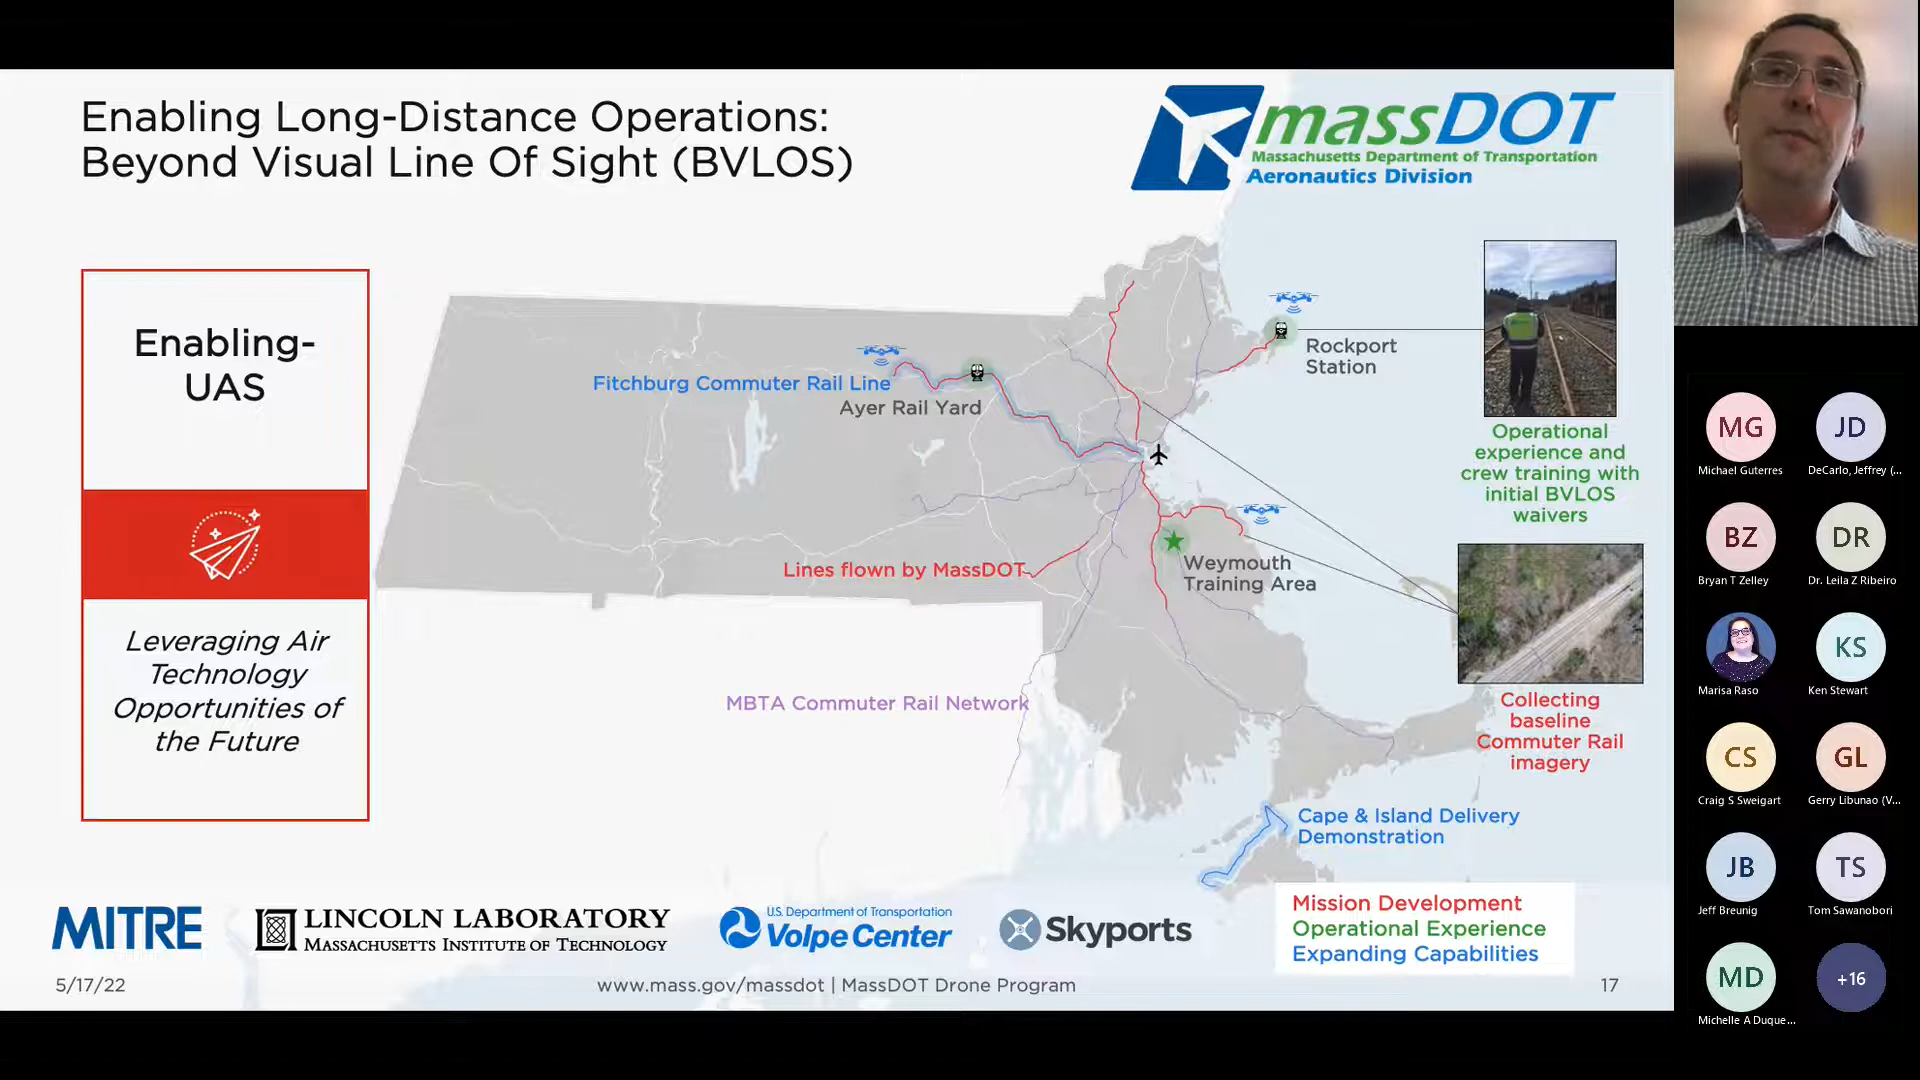 Enabling Long-Distance Operations:
Beyond Visual Line Of Sight (BVLOS)
massDOT
Massachusetts Department of Transportation
Aeronautics Division
Enabling-
UAS
Leveraging Air
Technology
Opportunities of
the Future
Fitchburg Commuter Rail Line
Ayer Rail Yard
Rockport
Station
Operational
experience and
crew training with
initial BVLOS
waivers
Lines flown by MassDOT
Weymouth
Training Area
MBTA Commuter Rail Network
Collecting
baseline
Commuter Rail
imagery
Cape & Island Delivery
Demonstration
Mission Development
Operational Experience
Expanding Capabilities
MITRE
LINCOLN LABORATORY
MASSACHUSETTS INSTITUTE OF TECHNOLOGY
U.S. Department of Transportation
Volpe Center
Skyports
5/17/22
www.mass.gov/massdot | MassDOT Drone Program
17
MG
Michael Guterres
JD
DeCarlo, Jeffrey (...
BZ
Bryan T Zelley
DR
Dr. Leila Z Ribeiro
Marisa Raso
KS
Ken Stewart
CS
Craig S Sweigart
GL
Gerry Libunao (V...
JB
Jeff Breunig
TS
Tom Sawanobori
MD
Michelle A Duque...
+16